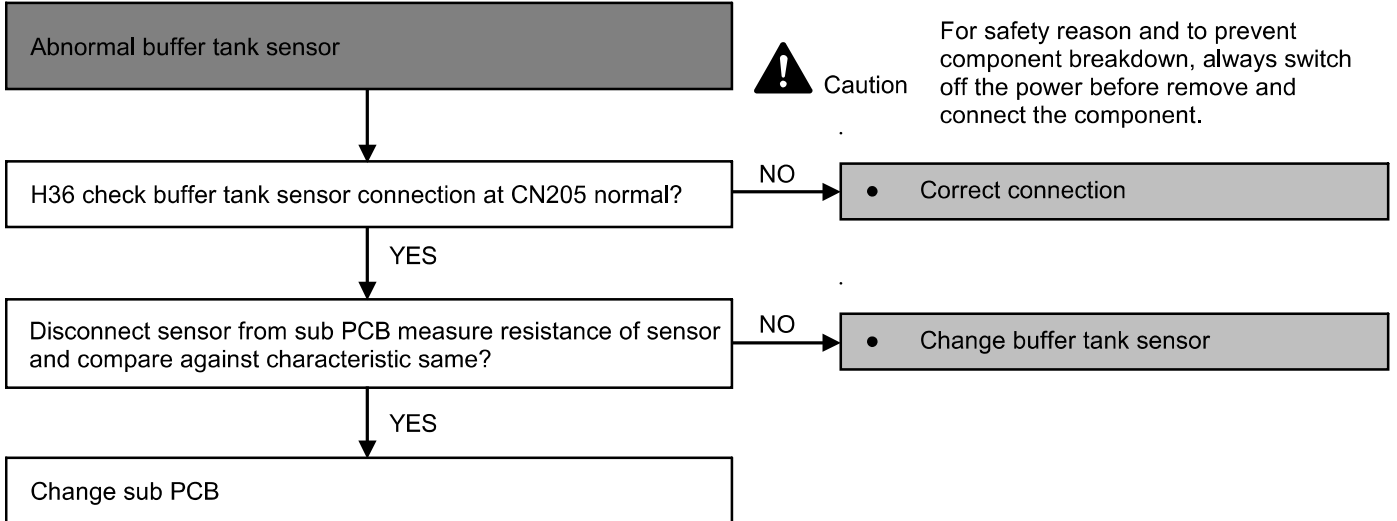 Abnormal buffer tank sensor
Caution
For safety reason and to prevent
component breakdown, always switch
off the power before remove and
connect the component.
H36 check buffer tank sensor connection at CN205 normal?
NO
• Correct connection
YES
Disconnect sensor from sub PCB measure resistance of sensor
and compare against characteristic same?
NO
• Change buffer tank sensor
YES
Change sub PCB